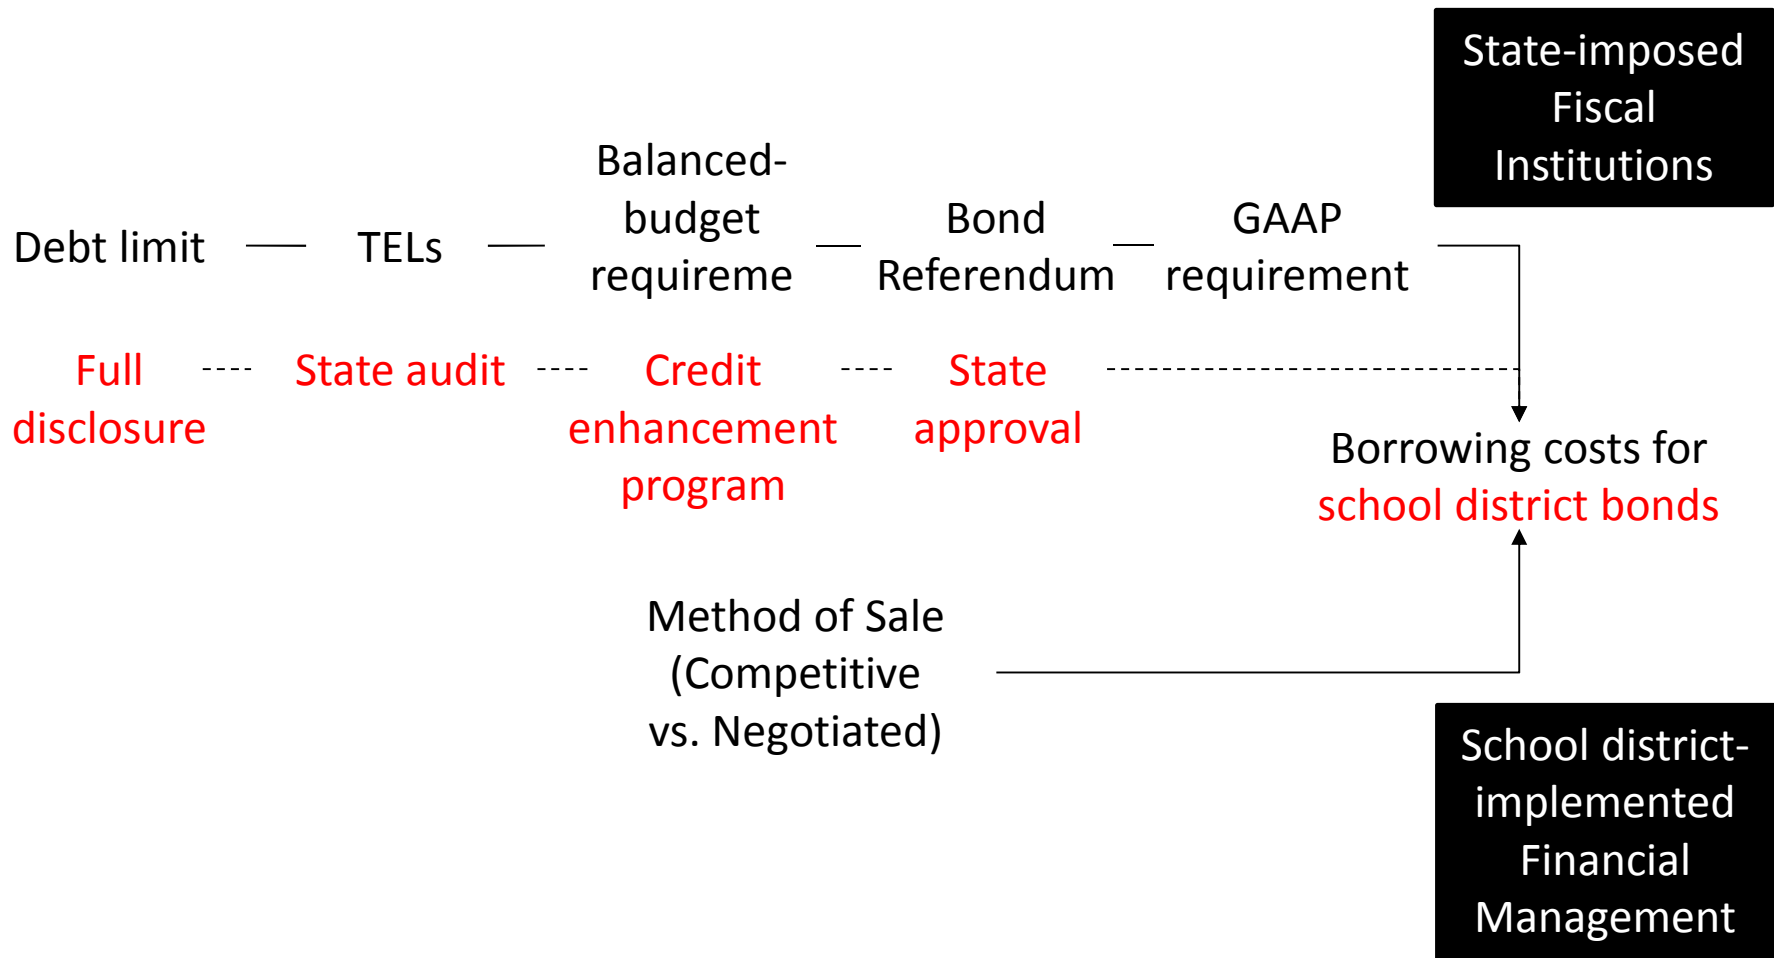 State-imposed
Fiscal
Institutions
Debt limit
TELs
Balanced-
budget
requireme
Bond
Referendum
GAAP
requirement
Full
disclosure
State audit
Credit
enhancement
program
State
approval
Borrowing costs for
school district bonds
Method of Sale
(Competitive
vs. Negotiated)
School district-
implemented
Financial
Management